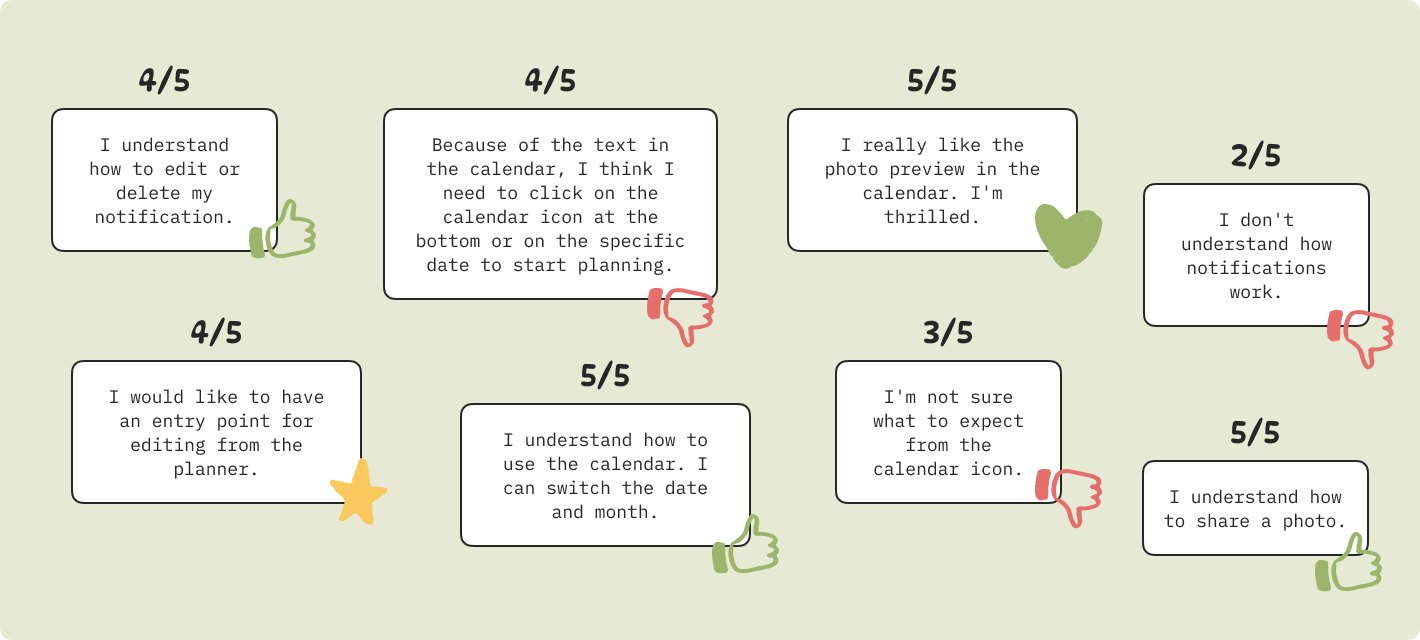 4/5
I understand
how to edit or
delete my
notification.
4/5
Because of the text in
the calendar, I think I
need to click on the
calendar icon at the
bottom or on the specific
date to start planning.
5/5
I really like the
photo preview in the
calendar. I'm
thrilled.
2/5
I don't
understand how
notifications
work.
4/5
I would like to have
an entry point for
editing from the
planner.
5/5
I understand how to
use the calendar. I
can switch the date
and month.
3/5
I'm not sure
what to expect
from the
calendar icon.
5/5
I understand how
to share a photo.